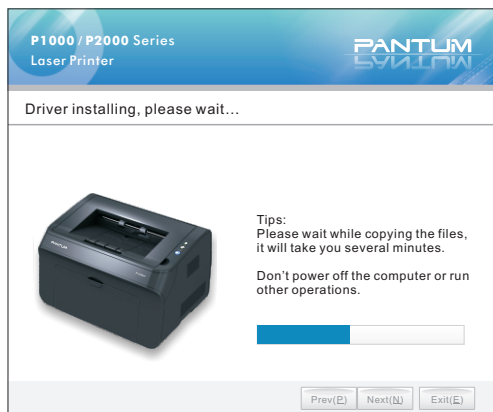 P1000 / P2000 Series
Laser Printer
PANTUM
Driver installing, please wait...
Tips:
Please wait while copying the files,
it will take you several minutes.
Don't power off the computer or run
other operations.
PANTUM
Prev(P) Next(N) Exit(E)